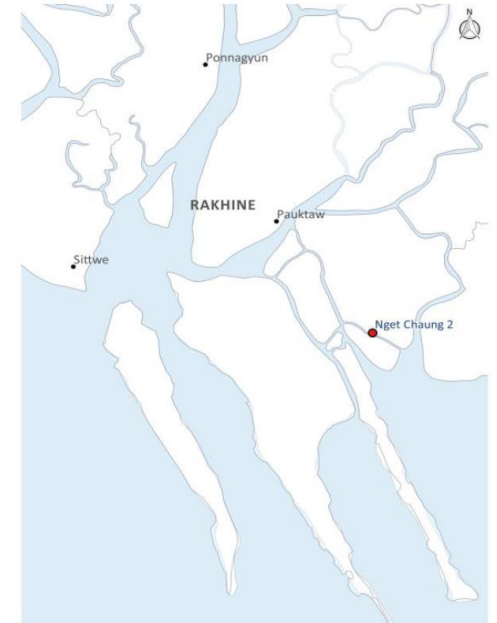 N
Ponnagyun
RAKHINE
Pauktaw
Sittwe
Nget Chaung 2